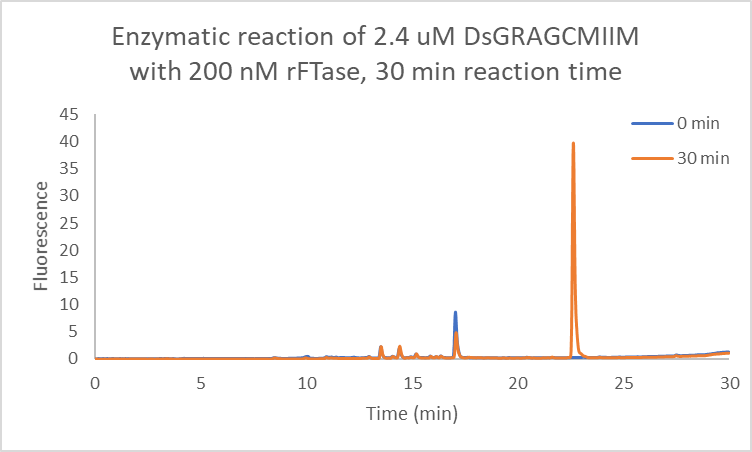 Enzymatic reaction of 2.4 uM DsGRAGCMIIM
with 200 nM rFTase, 30 min reaction time
45
40
35
30
25
20
15
10
5
0
Fluorescence
0 min
30 min
0 5 10 15 20 25 30
Time (min)